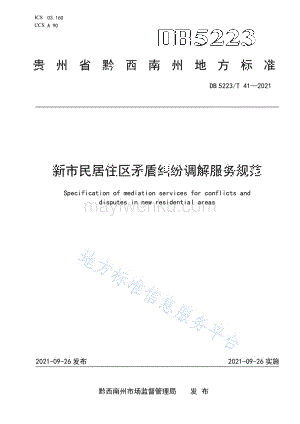 ICS 03.160
CCS A 90
DB5223
贵州省黔西南州地方标准
DB 5223/T 41—2021
新市民居住区矛盾纠纷调解服务规范
Specification of mediation services for conflicts and
disputes in new residential areas
mayiwenku.com
地方标准信息服务平台
2021-09-26 发布 2021-09-26 实施
黔西南州市场监督管理局 发布